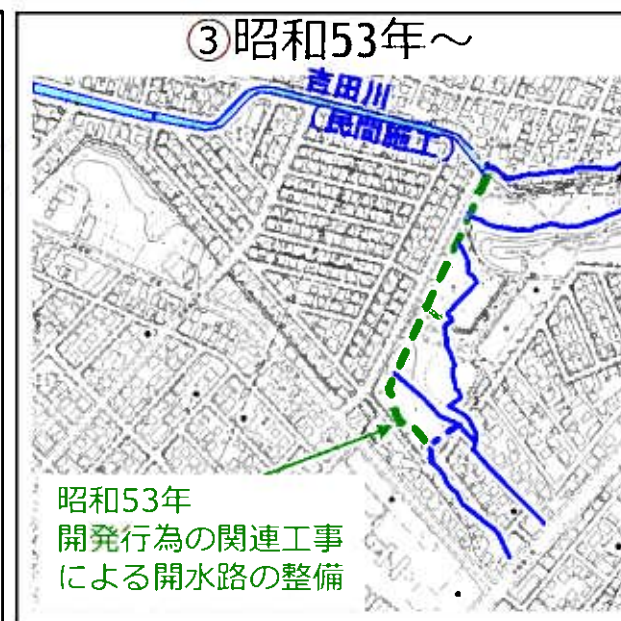 ③昭和53年～
吉田川
(民間施工)
昭和53年
開発行為の関連工事
による開水路の整備